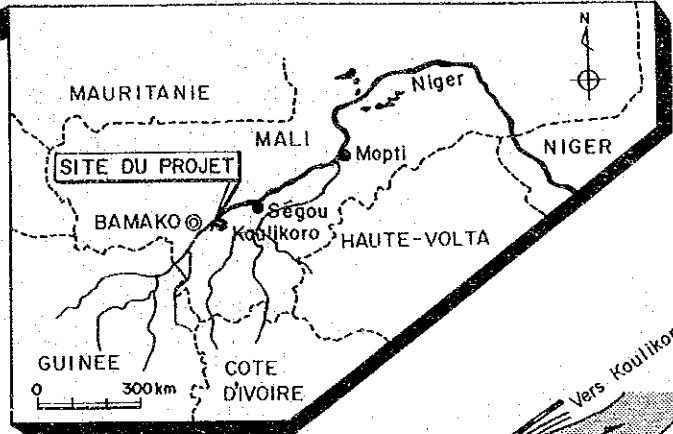 N
MAURITANIE
Niger
MALI
NIGER
SITE DU PROJET
Mopti
Ségou
BAMAKO
Koulikoro
HAUTE-VOLTA
GUINEE
COTE
D'IVOIRE
0 300km
Vers Koulikor